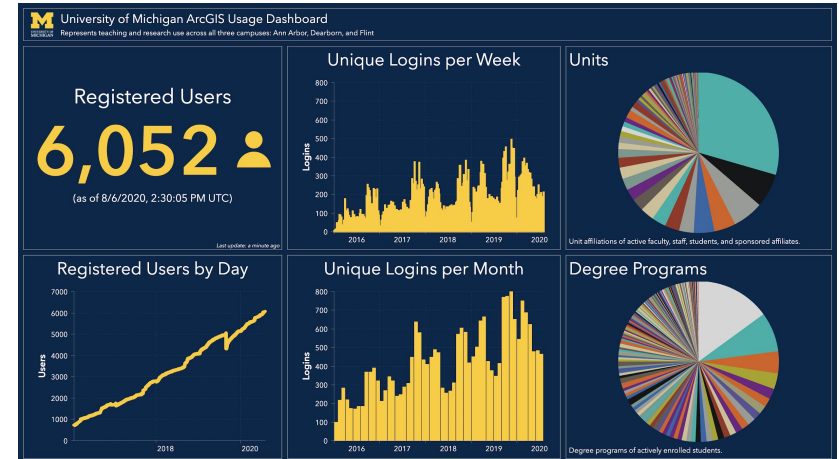 University of Michigan ArcGIS Usage Dashboard
Represents teaching and research use across all three campuses: Ann Arbor, Dearborn, and Flint
M
UNIVERSITY OF
MICHIGAN
Registered Users
6,052
(as of 8/6/2020, 2:30:05 PM UTC)
Last update: a minute ago
Unique Logins per Week
800
700
600
500
400
300
200
100
0
Logins
2016 2017 2018 2019 2020
Units
Unit affiliations of active faculty, staff, students, and sponsored affiliates.
Registered Users by Day
7000
6000
5000
4000
3000
2000
1000
0
Users
2018 2020
Unique Logins per Month
800
700
600
500
400
300
200
100
0
Logins
2016 2017 2018 2019 2020
Degree Programs
Degree programs of actively enrolled students.